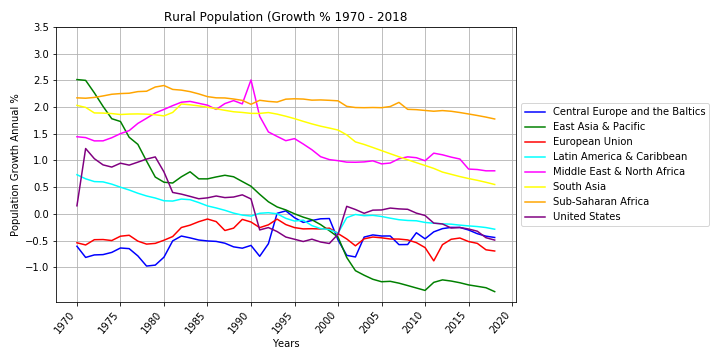 Rural Population (Growth % 1970 - 2018
Population Growth Annual %
3.5
3.0
2.5
2.0
1.5
1.0
0.5
0.0
−0.5
−1.0
1970
1975
1980
1985
1990
1995
2000
2005
2010
2015
2020
Years
Central Europe and the Baltics
East Asia & Pacific
European Union
Latin America & Caribbean
Middle East & North Africa
South Asia
Sub-Saharan Africa
United States